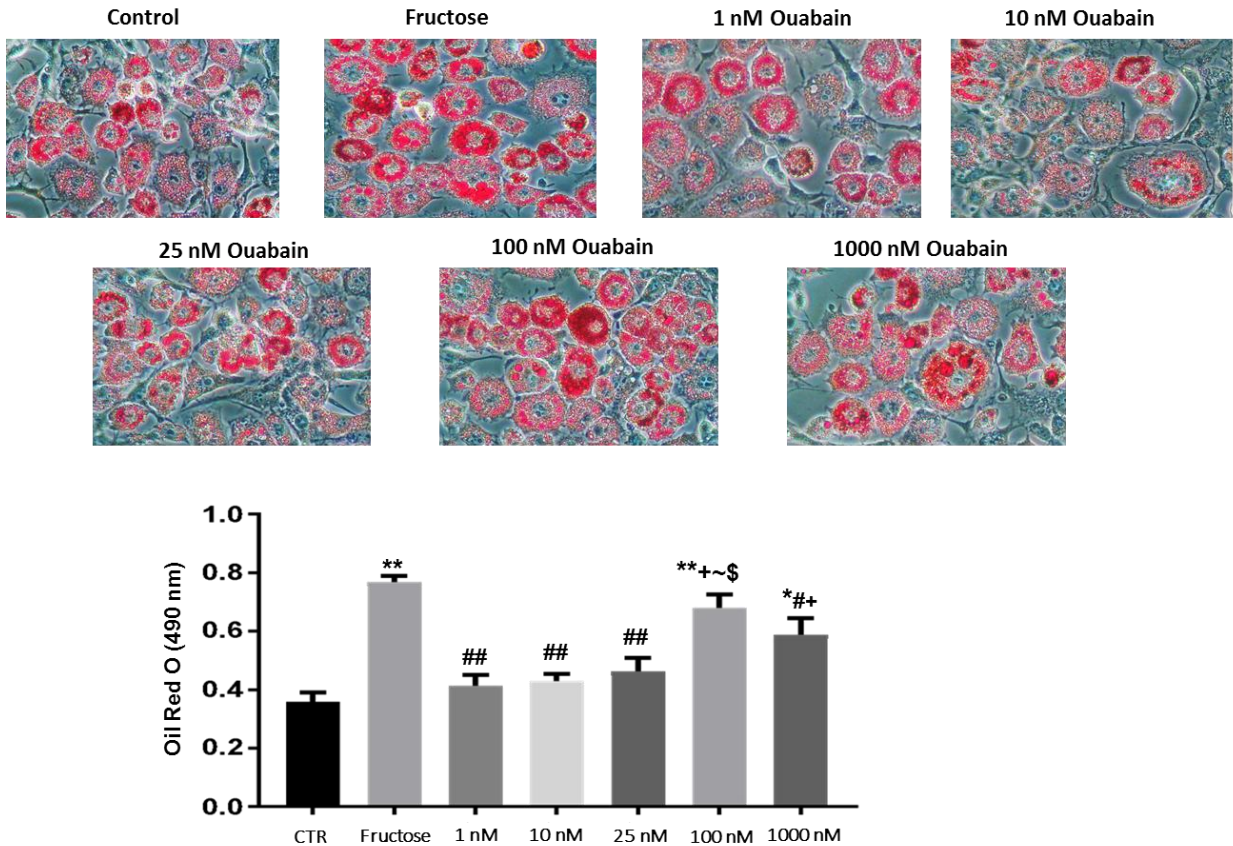 Control
Fructose
1 nM Ouabain
10 nM Ouabain
25 nM Ouabain
100 nM Ouabain
1000 nM Ouabain
Oil Red O (490 nm)
1.0
0.8
0.6
0.4
0.2
0.0
**
##
##
##
**+~$
*#+
CTR
Fructose
1 nM
10 nM
25 nM
100 nM
1000 nM